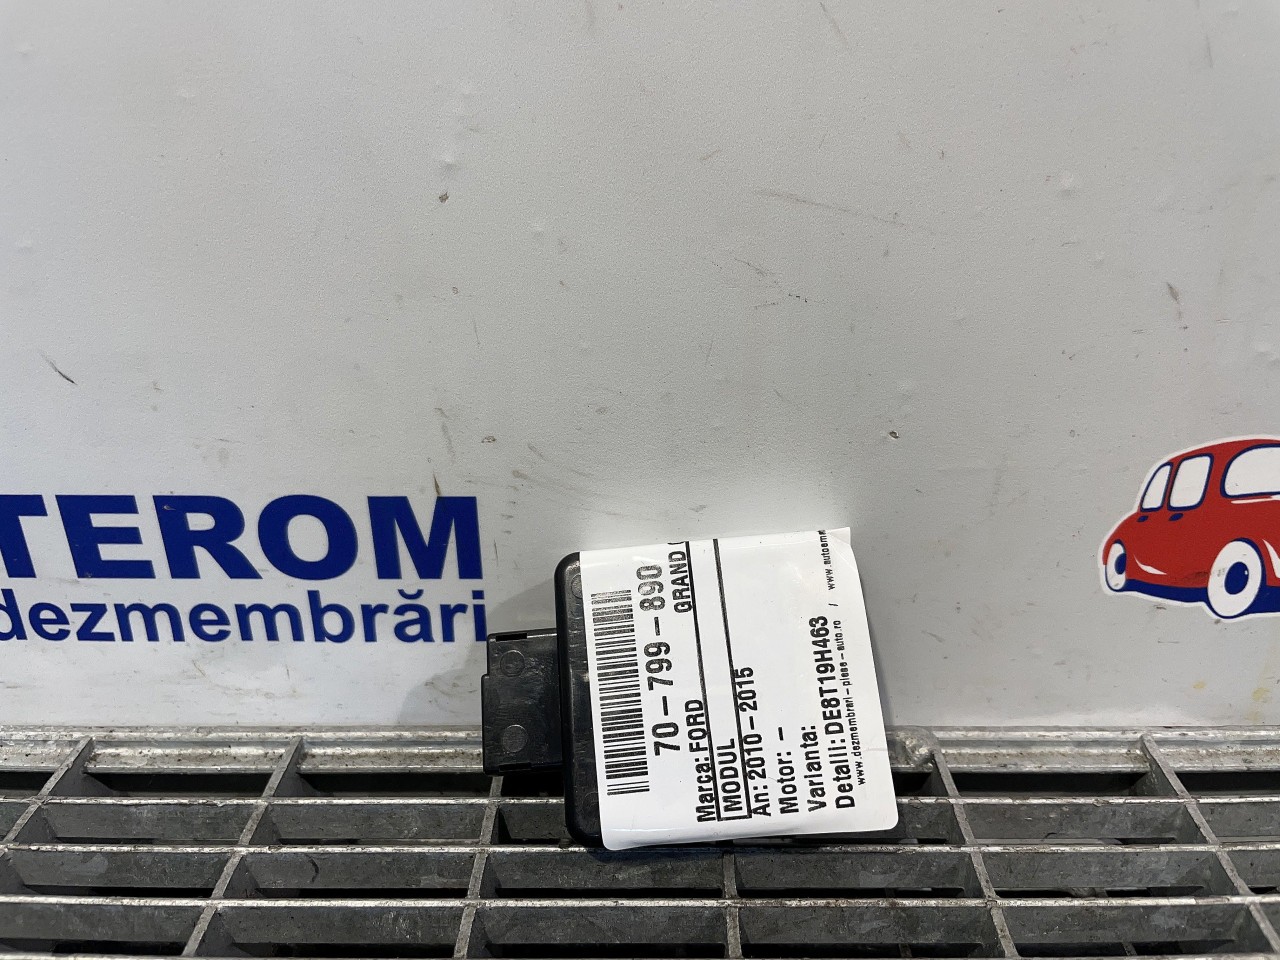 TEROM
dezmembrări
70-799-890
Marca: FORD GRAND
MODUL
An: 2010-2015
Motor: -
Varianta:
Detalii: DE8T19H463
www.dezmembrari-piese-auto.ro /